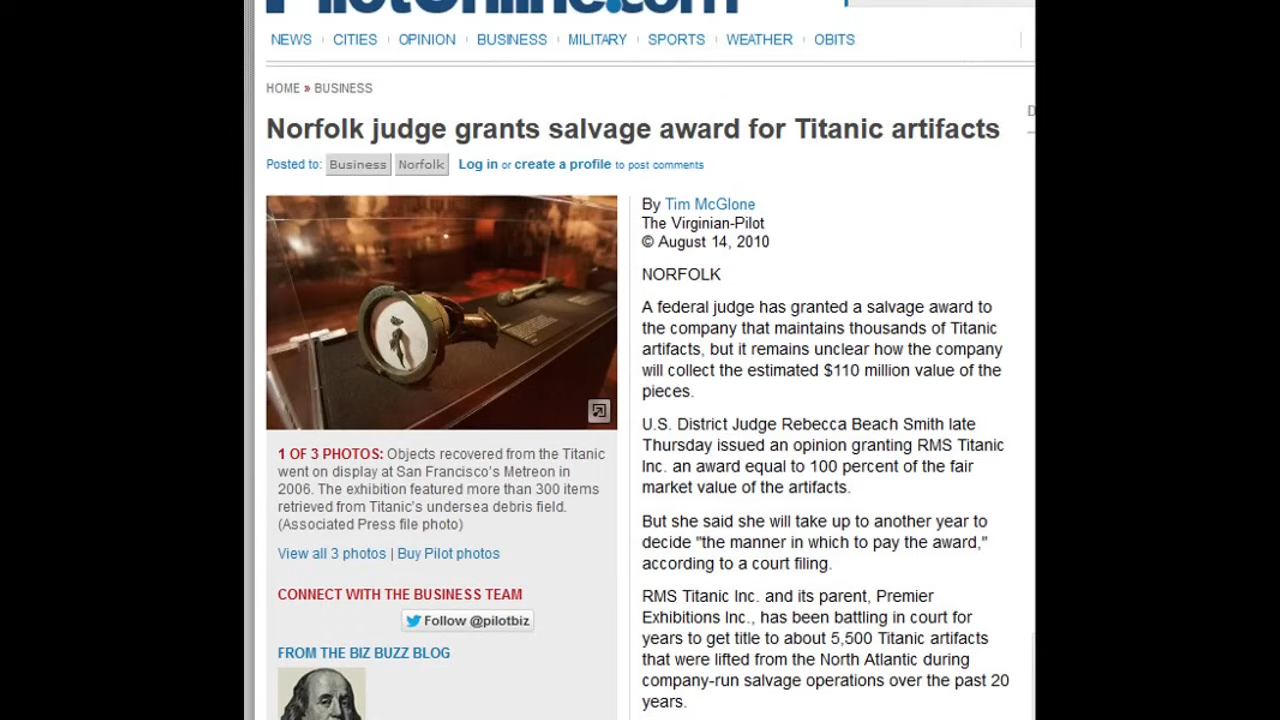 PilotOnline.com
NEWS CITIES OPINION BUSINESS MILITARY SPORTS WEATHER OBITS
HOME » BUSINESS
Norfolk judge grants salvage award for Titanic artifacts
Posted to: Business Norfolk Log in or create a profile to post comments
1 OF 3 PHOTOS: Objects recovered from the Titanic
went on display at San Francisco's Metreon in
2006. The exhibition featured more than 300 items
retrieved from Titanic's undersea debris field.
(Associated Press file photo)
View all 3 photos | Buy Pilot photos
CONNECT WITH THE BUSINESS TEAM
Follow @pilotbiz
FROM THE BIZ BUZZ BLOG
By Tim McGlone
The Virginian-Pilot
© August 14, 2010
NORFOLK
A federal judge has granted a salvage award to
the company that maintains thousands of Titanic
artifacts, but it remains unclear how the company
will collect the estimated $110 million value of the
pieces.
U.S. District Judge Rebecca Beach Smith late
Thursday issued an opinion granting RMS Titanic
Inc. an award equal to 100 percent of the fair
market value of the artifacts.
But she said she will take up to another year to
decide "the manner in which to pay the award,"
according to a court filing.
RMS Titanic Inc. and its parent, Premier
Exhibitions Inc., has been battling in court for
years to get title to about 5,500 Titanic artifacts
that were lifted from the North Atlantic during
company-run salvage operations over the past 20
years.